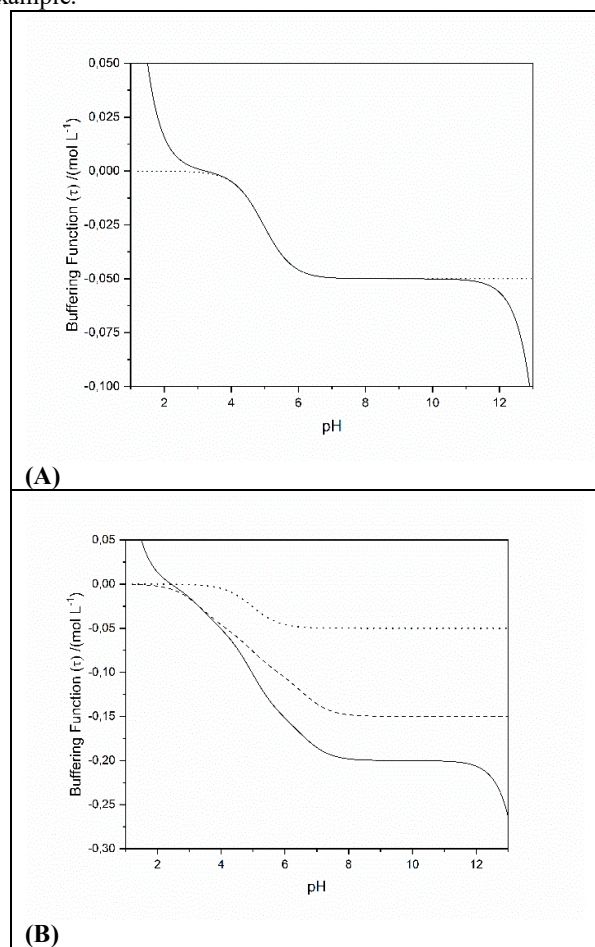 xample.
0,050
0,025
0,000
-0,025
-0,050
-0,075
-0,100
Buffering Function (τ) /(mol L⁻¹)
2 4 6 8 10 12
pH
(A)
0,05
0,00
-0,05
-0,10
-0,15
-0,20
-0,25
-0,30
Buffering Function (τ) /(mol L⁻¹)
2 4 6 8 10 12
pH
(B)